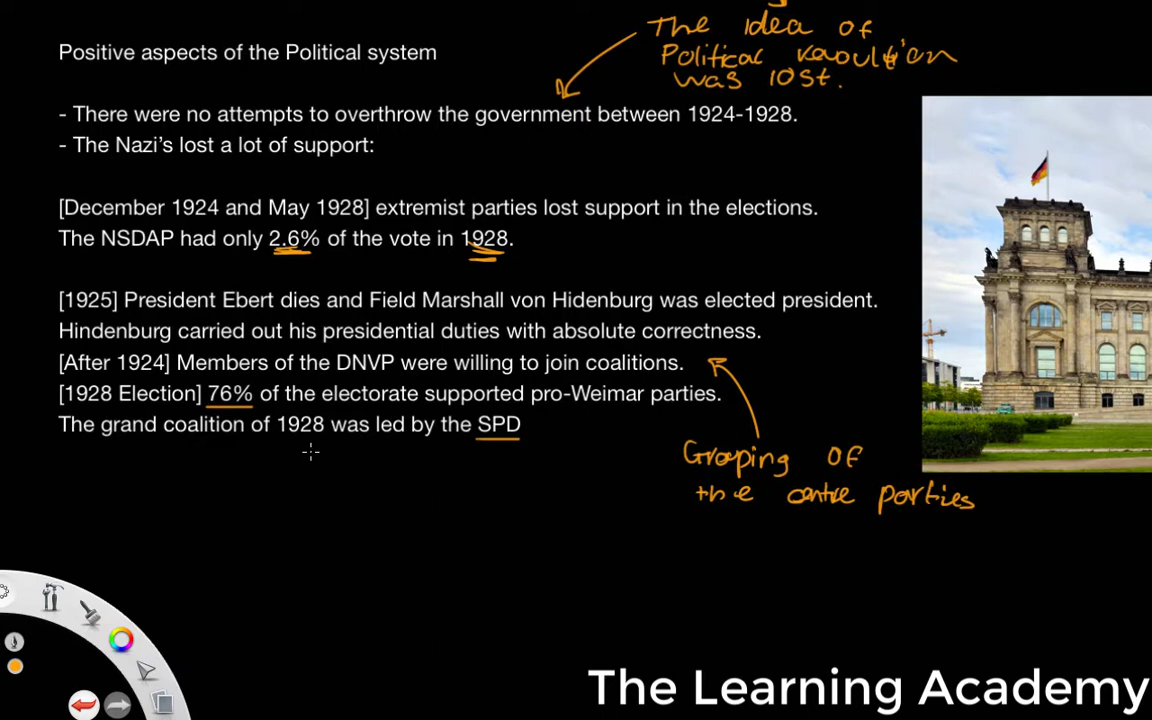 The idea of
Political revolution
was lost.
Positive aspects of the Political system
- There were no attempts to overthrow the government between 1924-1928.
- The Nazi's lost a lot of support:
[December 1924 and May 1928] extremist parties lost support in the elections.
The NSDAP had only 2.6% of the vote in 1928.
[1925] President Ebert dies and Field Marshall von Hidenburg was elected president.
Hindenburg carried out his presidential duties with absolute correctness.
[After 1924] Members of the DNVP were willing to join coalitions.
[1928 Election] 76% of the electorate supported pro-Weimar parties.
The grand coalition of 1928 was led by the SPD
Grouping of
the centre parties
The Learning Academy